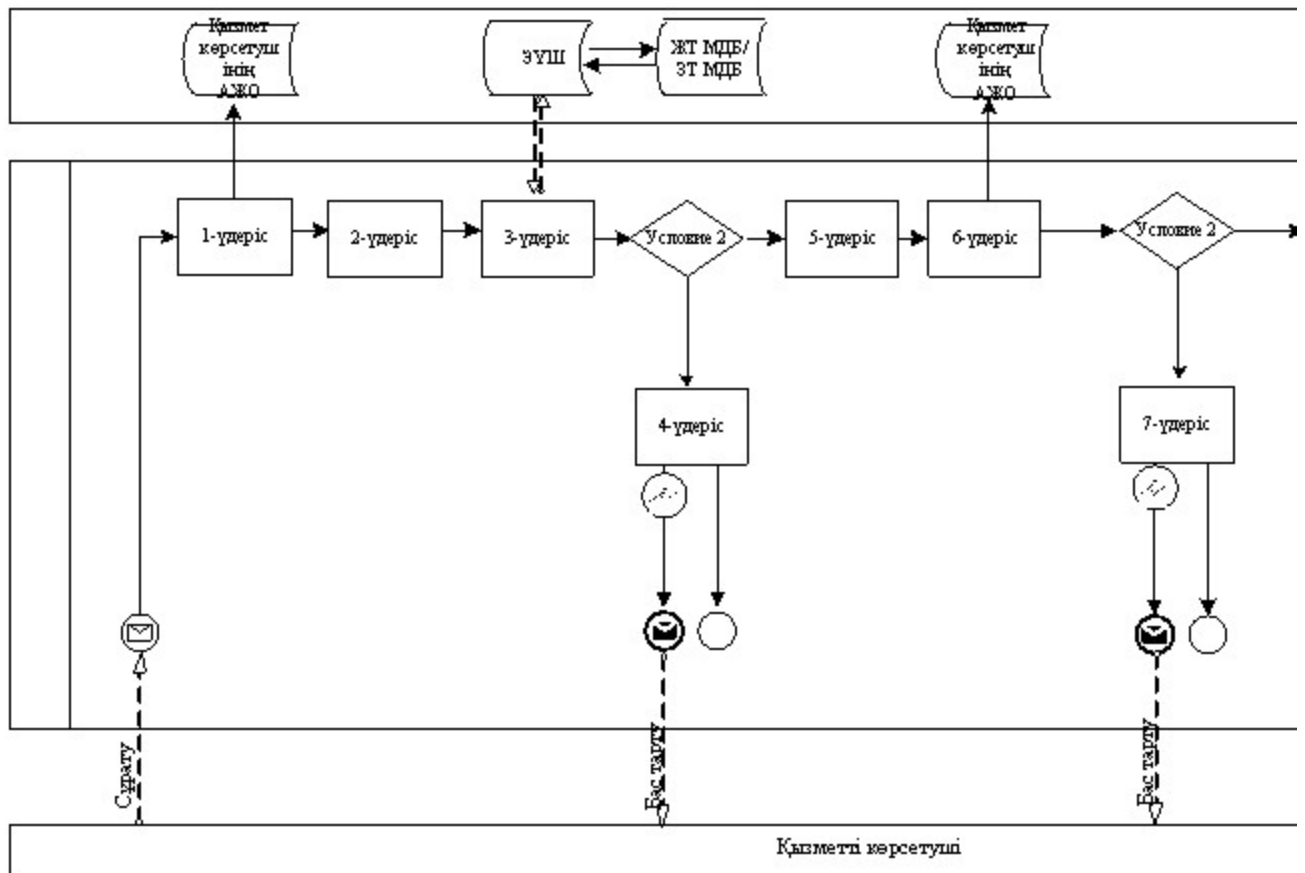 Қызмет
көрсетуш
інің
АЖО
ЭҮШ
ЖТ МДБ/
ЗТ МДБ
Қызмет
көрсетуш
інің
АЖО
1-үдеріс
2-үдеріс
3-үдеріс
Условие 2
5-үдеріс
6-үдеріс
Условие 2
4-үдеріс
7-үдеріс
Сұрату
Бас тарту
Бас тарту
Қызметті көрсетуші